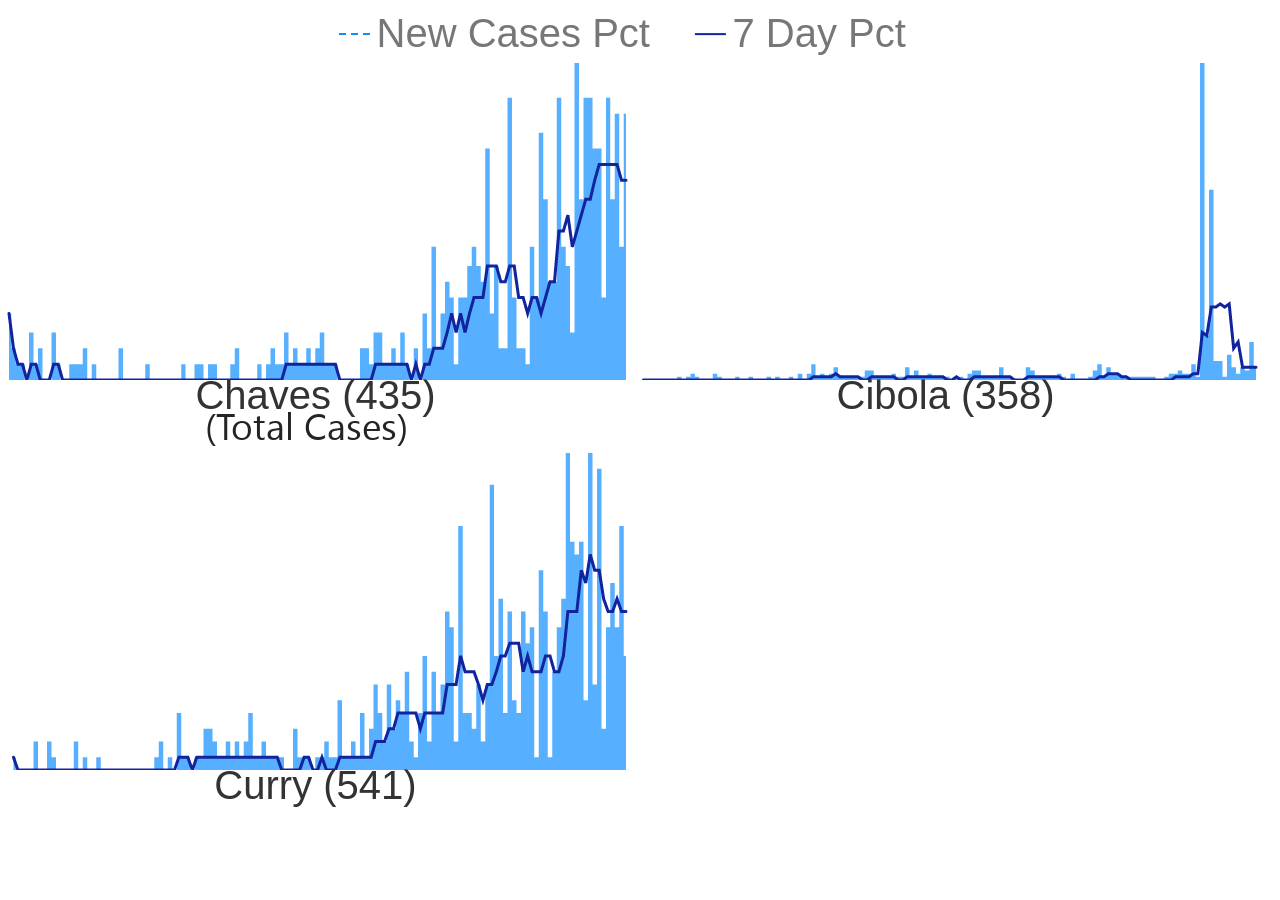 New Cases Pct 7 Day Pct
Chaves (435)
(Total Cases)
Cibola (358)
Curry (541)